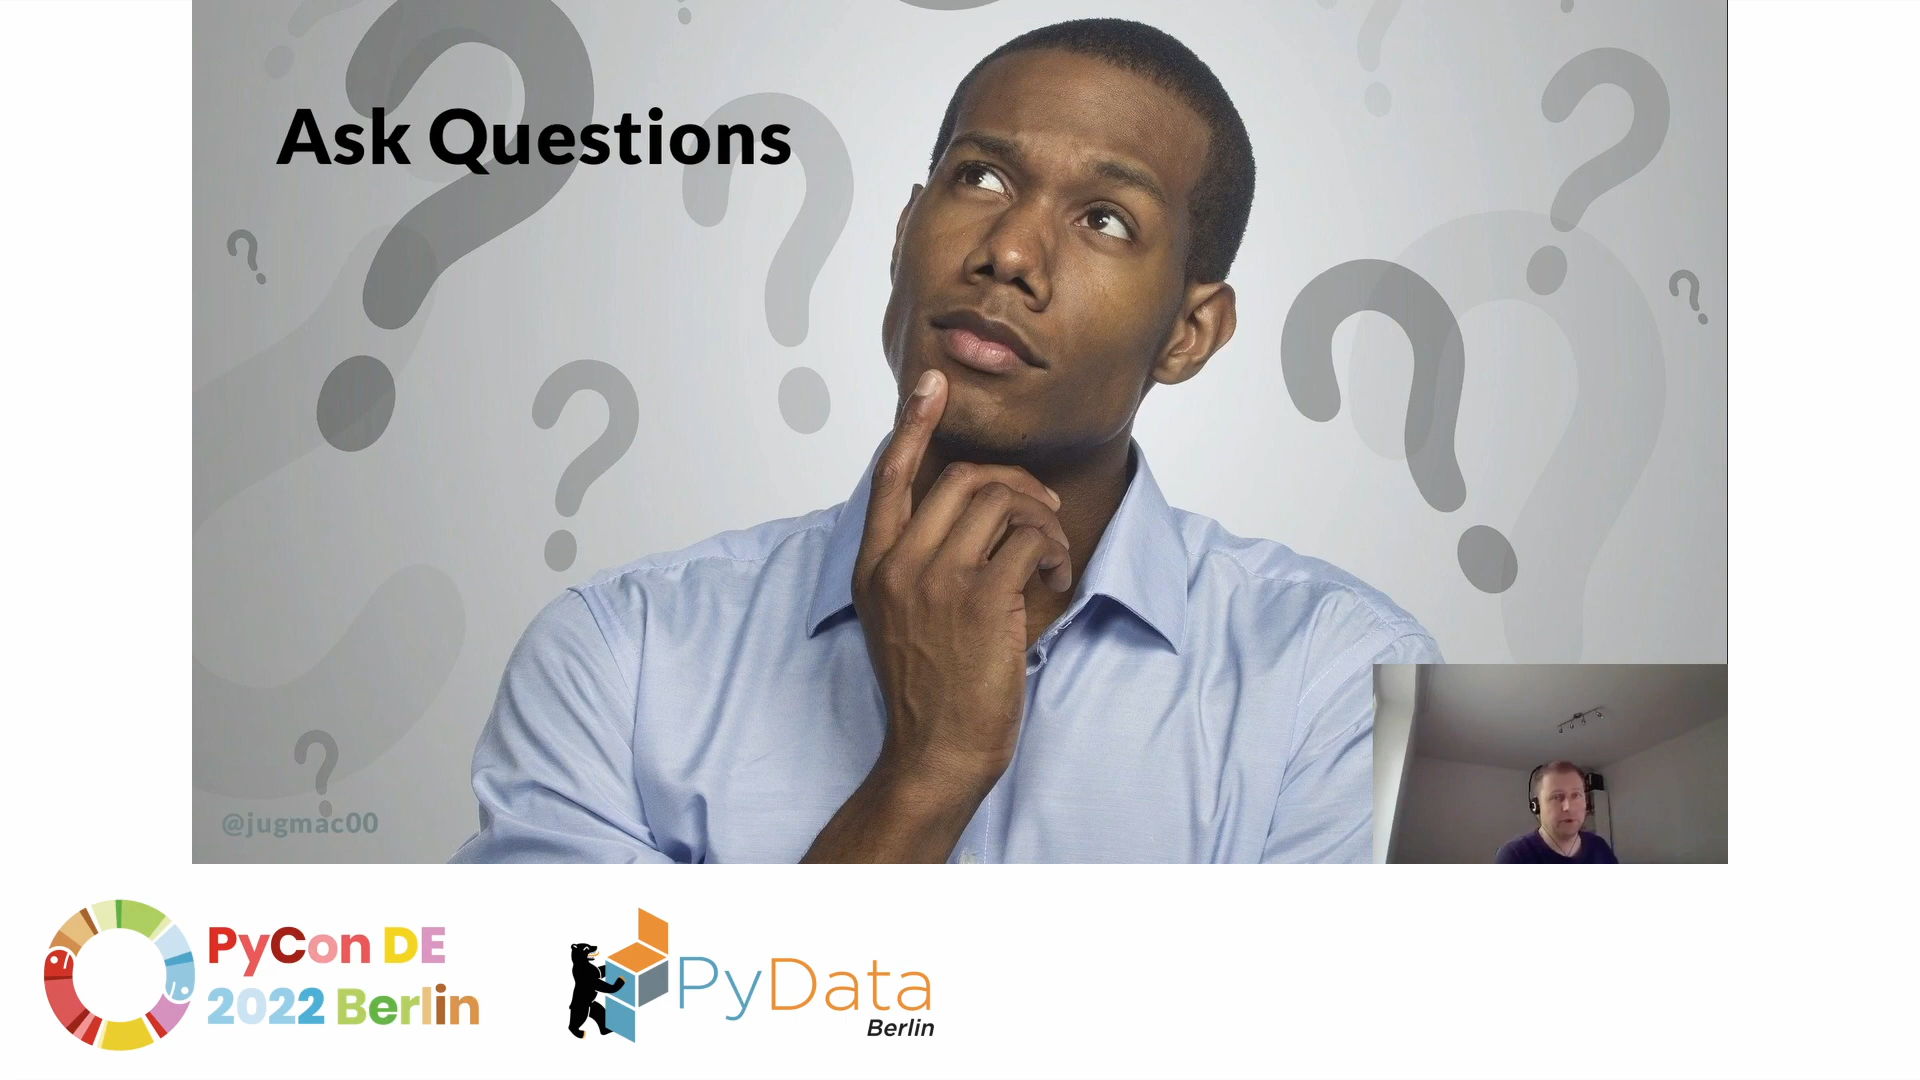 Ask Questions
@jugmac00
PyCon DE
2022 Berlin
PyData
Berlin